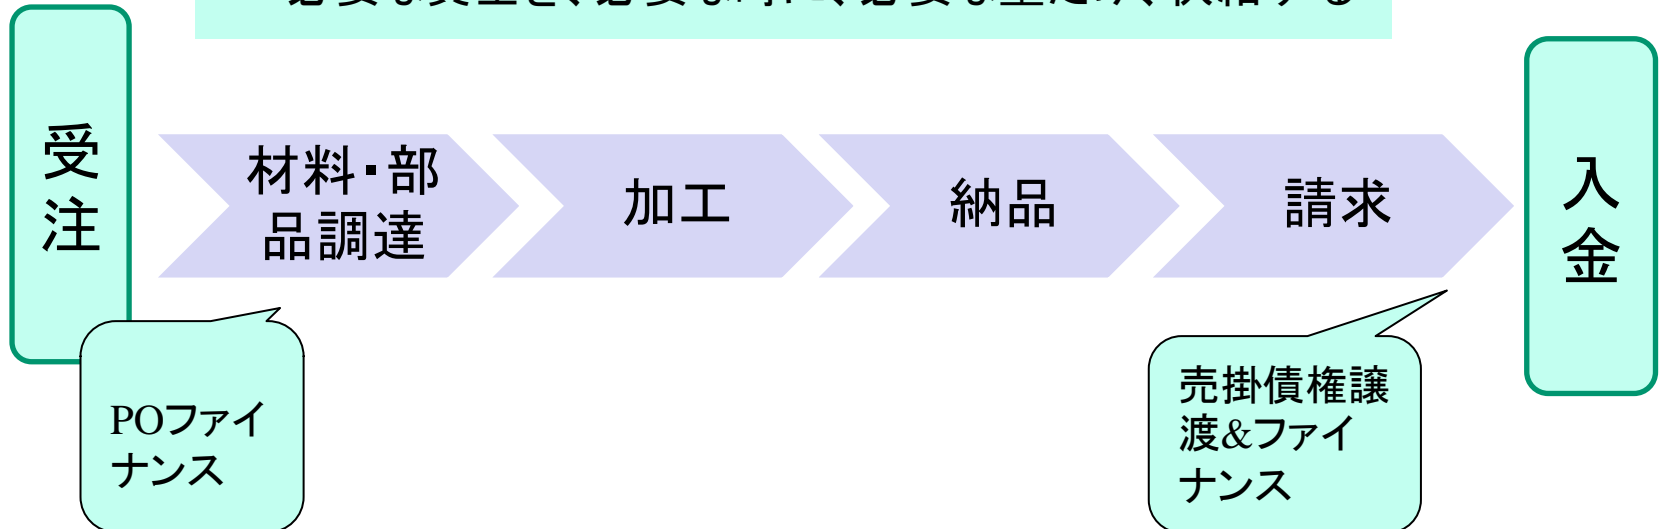 受
注
材料・部
品調達
加工
納品
請求
入
金
POファイ
ナンス
売掛債権譲
渡&ファイ
ナンス